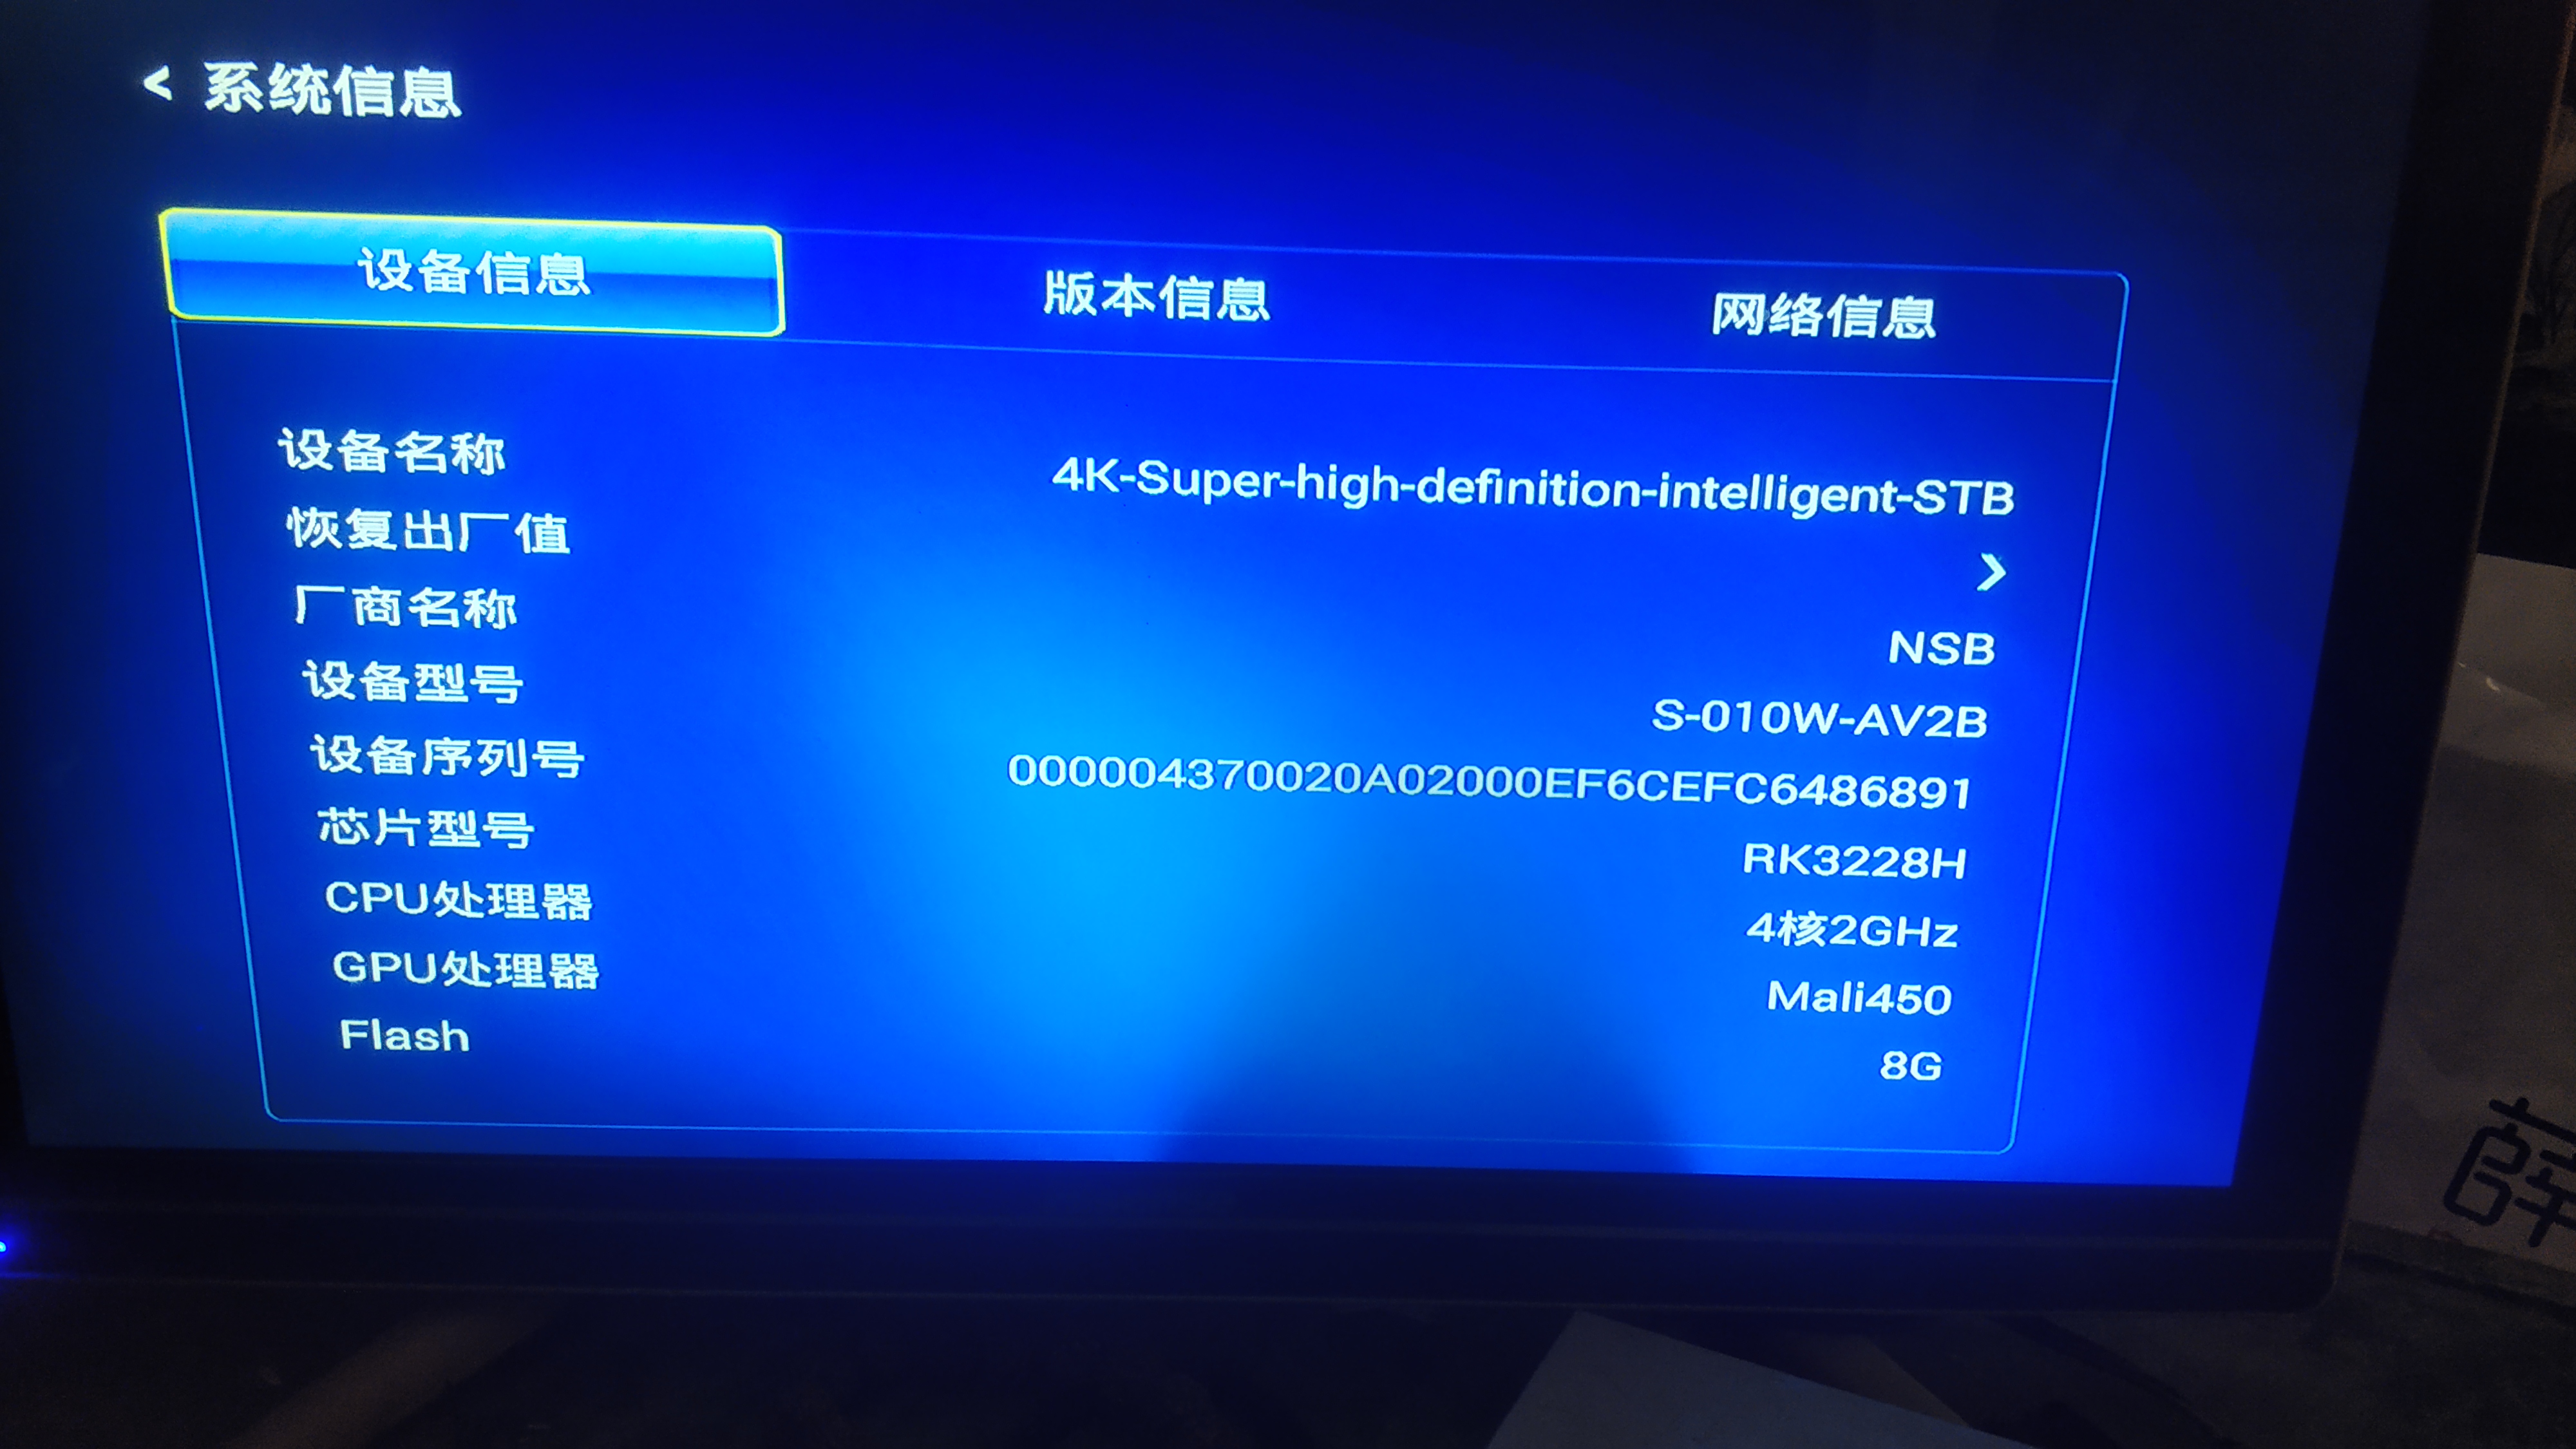 < 系统信息
设备信息 版本信息 网络信息
设备名称 4K-Super-high-definition-intelligent-STB
恢复出厂值 >
厂商名称 NSB
设备型号 S-010W-AV2B
设备序列号 000004370020A02000EF6CEFC6486891
芯片型号 RK3228H
CPU处理器 4核2GHz
GPU处理器 Mali450
Flash 8G
薛